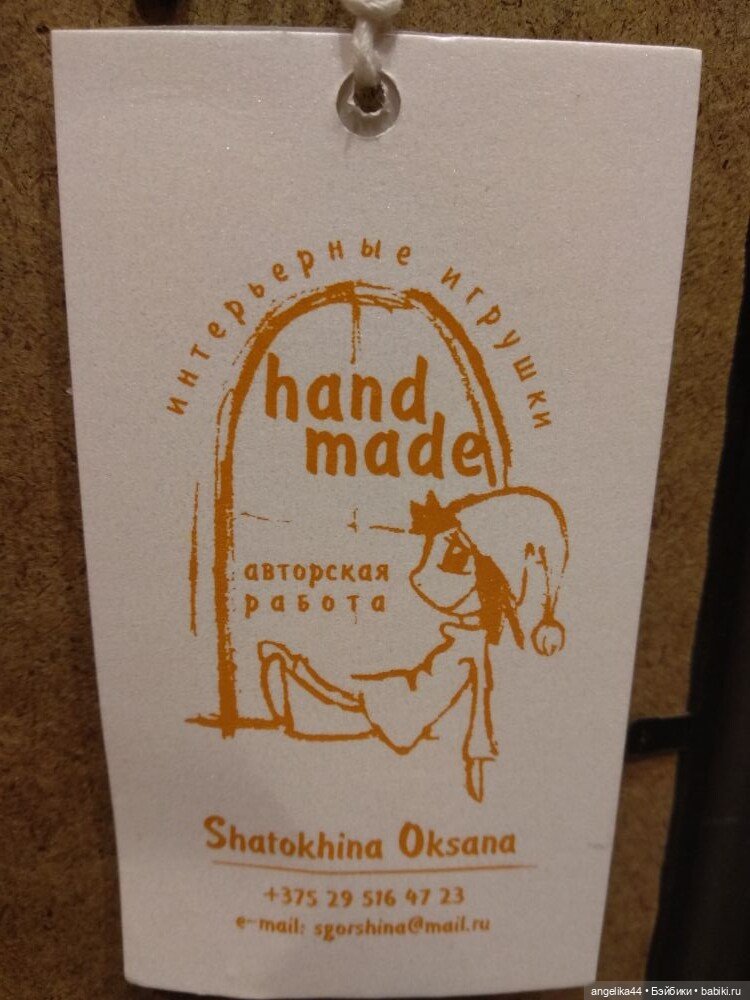 интерьерные игрушки
hand
made
авторская
работа
Shatokhina Oksana
+375 29 516 47 23
e-mail: sgorshina@mail.ru
angelika44 • Бэйбики • babiki.ru